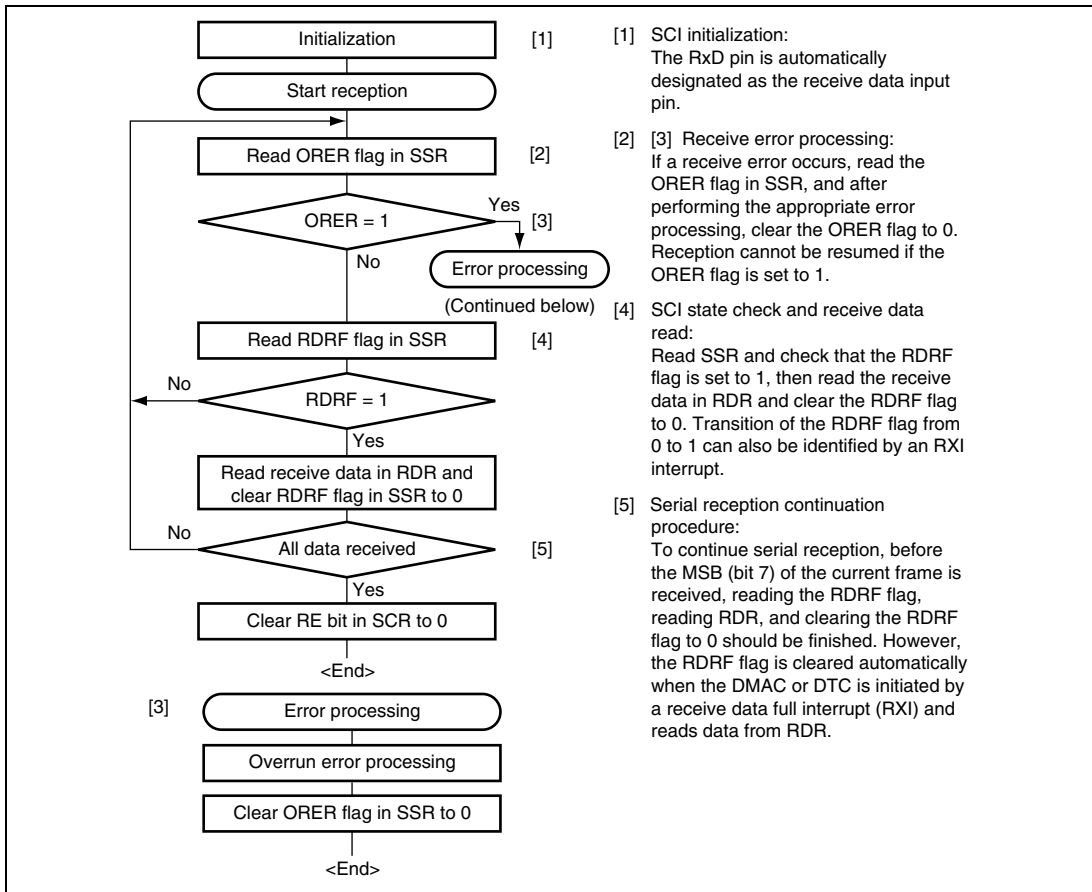 Initialization [1]
Start reception
Read ORER flag in SSR [2]
ORER = 1
Yes
[3]
No
Error processing
(Continued below)
Read RDRF flag in SSR [4]
No
RDRF = 1
Yes
Read receive data in RDR and
clear RDRF flag in SSR to 0
No
All data received [5]
Yes
Clear RE bit in SCR to 0
<End>
[3] Error processing
Overrun error processing
Clear ORER flag in SSR to 0
<End>
[1] SCI initialization:
The RxD pin is automatically
designated as the receive data input
pin.
[2] [3] Receive error processing:
If a receive error occurs, read the
ORER flag in SSR, and after
performing the appropriate error
processing, clear the ORER flag to 0.
Reception cannot be resumed if the
ORER flag is set to 1.
[4] SCI state check and receive data
read:
Read SSR and check that the RDRF
flag is set to 1, then read the receive
data in RDR and clear the RDRF flag
to 0. Transition of the RDRF flag from
0 to 1 can also be identified by an RXI
interrupt.
[5] Serial reception continuation
procedure:
To continue serial reception, before
the MSB (bit 7) of the current frame is
received, reading the RDRF flag,
reading RDR, and clearing the RDRF
flag to 0 should be finished. However,
the RDRF flag is cleared automatically
when the DMAC or DTC is initiated by
a receive data full interrupt (RXI) and
reads data from RDR.